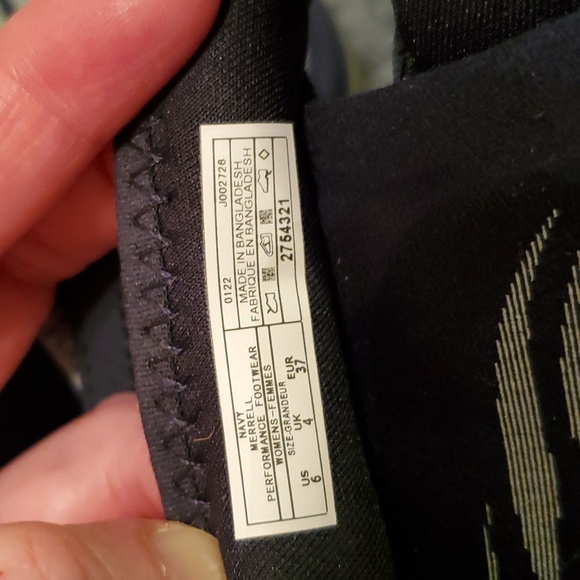 NAVY
MERRELL
PERFORMANCE FOOTWEAR
WOMENS-FEMMES
SIZE-GRANDEUR
US UK EUR
6 4 37
0122 J002726
MADE IN BANGLADESH
FABRIQUE EN BANGLADESH
2754321